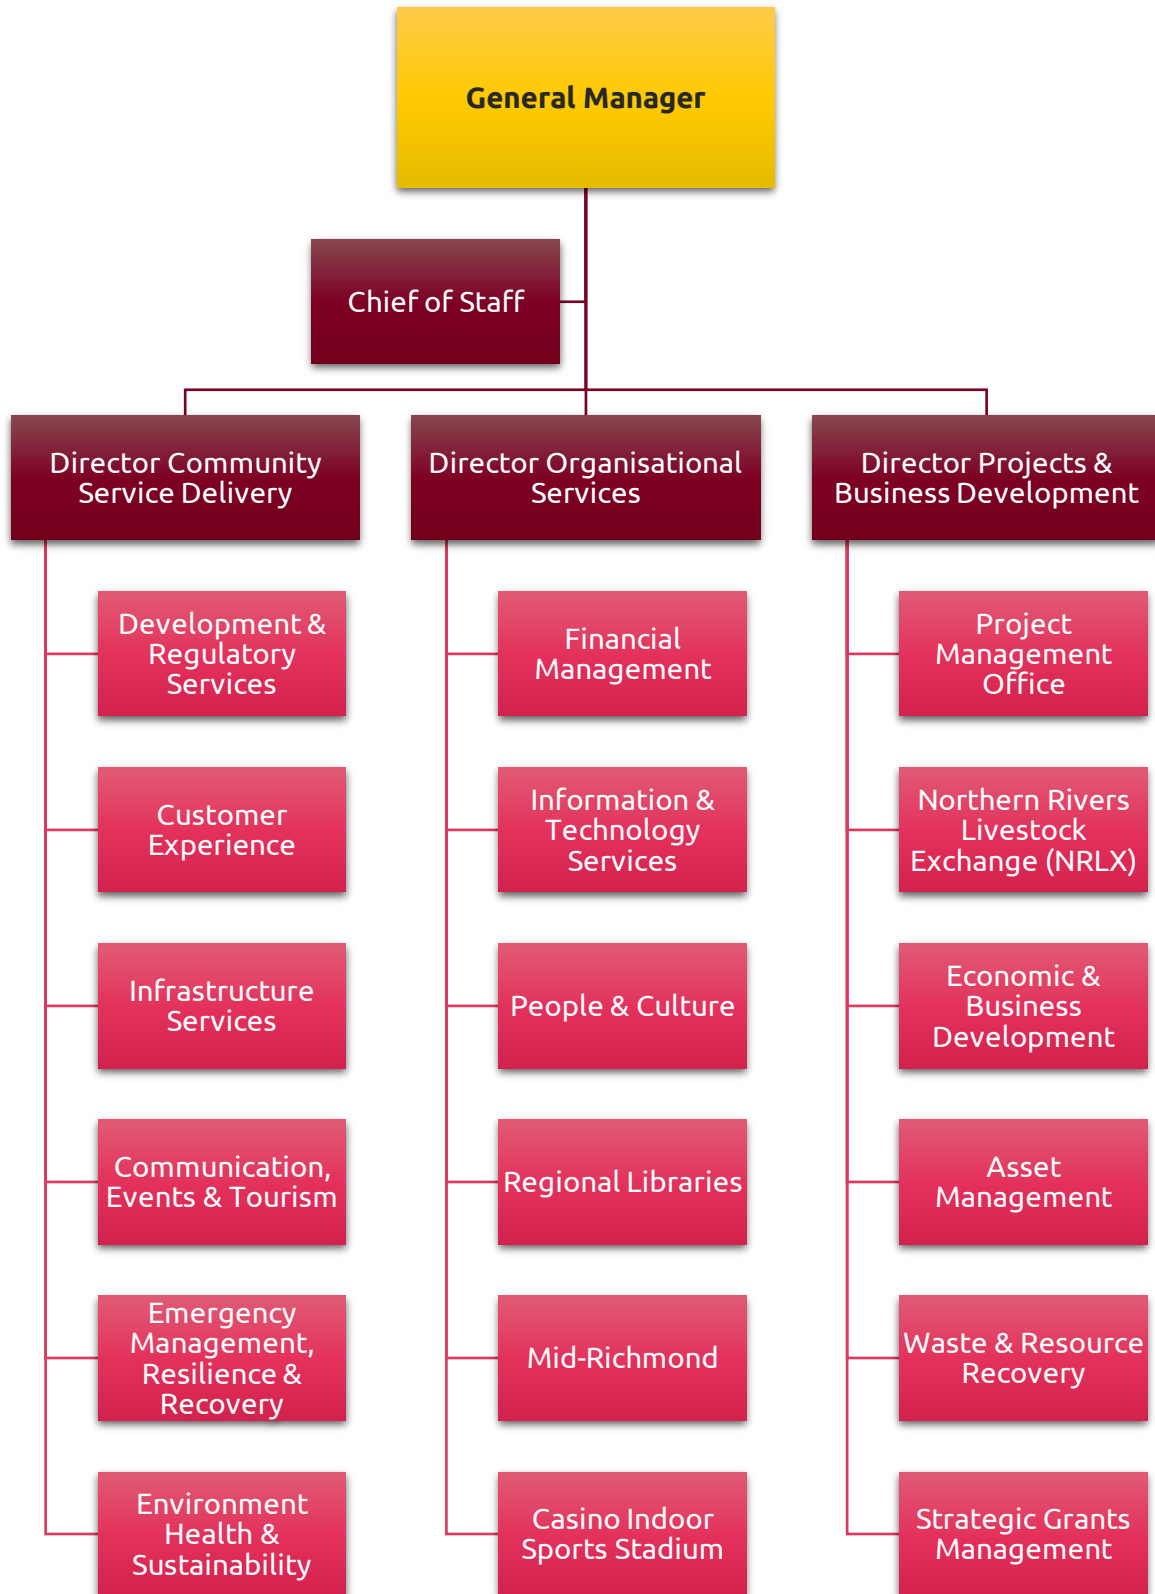 General Manager
Chief of Staff
Director Community
Service Delivery
Director Organisational
Services
Director Projects &
Business Development
Development &
Regulatory
Services
Customer
Experience
Infrastructure
Services
Communication,
Events & Tourism
Emergency
Management,
Resilience &
Recovery
Environment
Health &
Sustainability
Financial
Management
Information &
Technology
Services
People & Culture
Regional Libraries
Mid-Richmond
Casino Indoor
Sports Stadium
Project
Management
Office
Northern Rivers
Livestock
Exchange (NRLX)
Economic &
Business
Development
Asset
Management
Waste & Resource
Recovery
Strategic Grants
Management